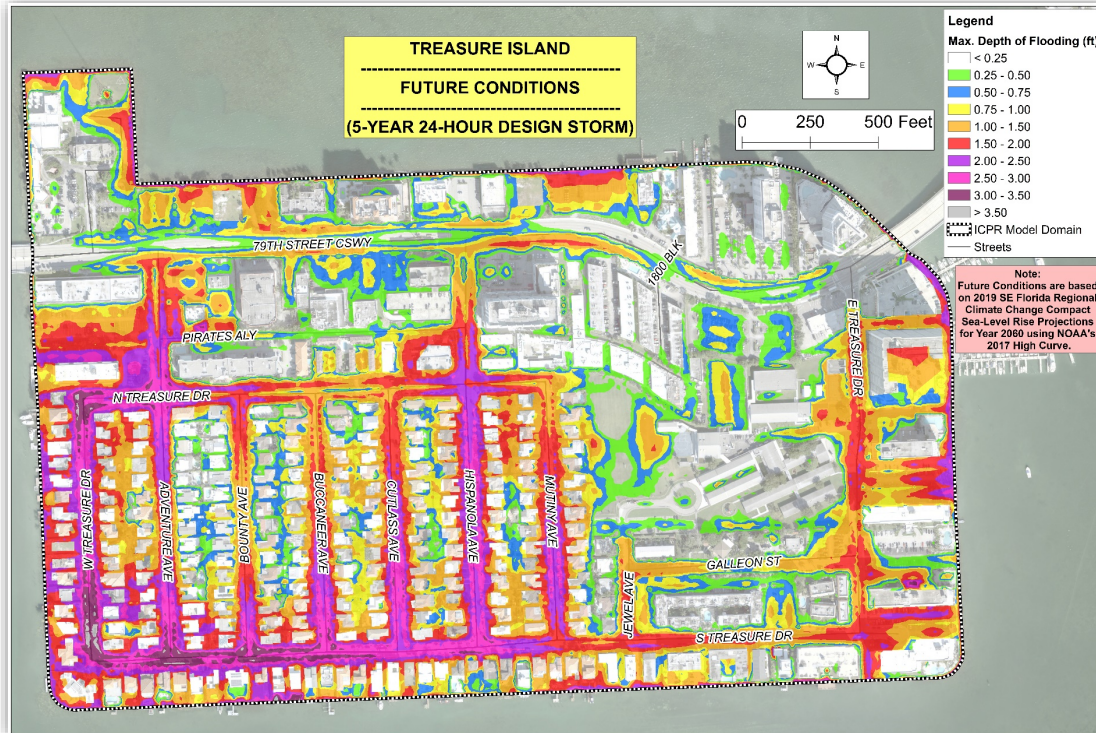 TREASURE ISLAND
FUTURE CONDITIONS
(5-YEAR 24-HOUR DESIGN STORM)
N
W
E
S
0 250 500 Feet
Legend
Max. Depth of Flooding (ft)
< 0.25
0.25 - 0.50
0.50 - 0.75
0.75 - 1.00
1.00 - 1.50
1.50 - 2.00
2.00 - 2.50
2.50 - 3.00
3.00 - 3.50
> 3.50
ICPR Model Domain
Streets
Note:
Future Conditions are based
on 2019 SE Florida Regional
Climate Change Compact
Sea-Level Rise Projections
for Year 2060 using NOAA's
2017 High Curve.
79TH STREET CSWY
1800 BLK
PIRATES ALY
E TREASURE DR
N TREASURE DR
W TREASURE DR
ADVENTURE AVE
BOUNTY AVE
BUCCANEER AVE
CUTLASS AVE
HISPANOLA AVE
MUTINY AVE
GALLEON ST
JEWEL AVE
S TREASURE DR